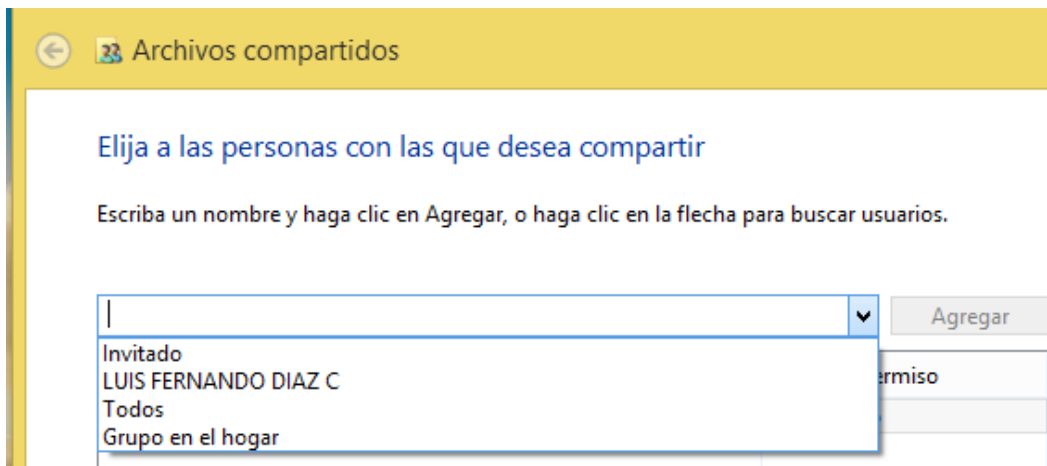 Archivos compartidos
Elija a las personas con las que desea compartir
Escriba un nombre y haga clic en Agregar, o haga clic en la flecha para buscar usuarios.
Agregar
Invitado
LUIS FERNANDO DIAZ C
Todos
Grupo en el hogar